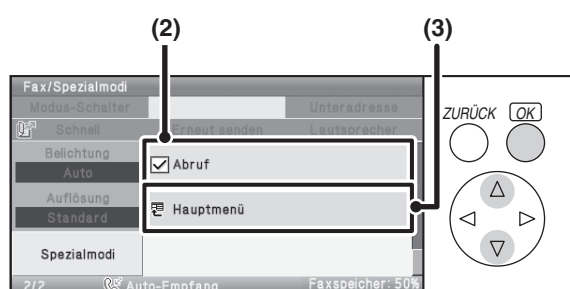 (2) (3)
Fax/Spezialmodi
Modus-Schalter Unteradresse
Schnell Erneut senden Lautsprecher
Belichtung
Auto
Abruf
Auflösung
Standard
Hauptmenü
Spezialmodi
2/2 Auto-Empfang Faxspeicher: 50%
ZURÜCK OK